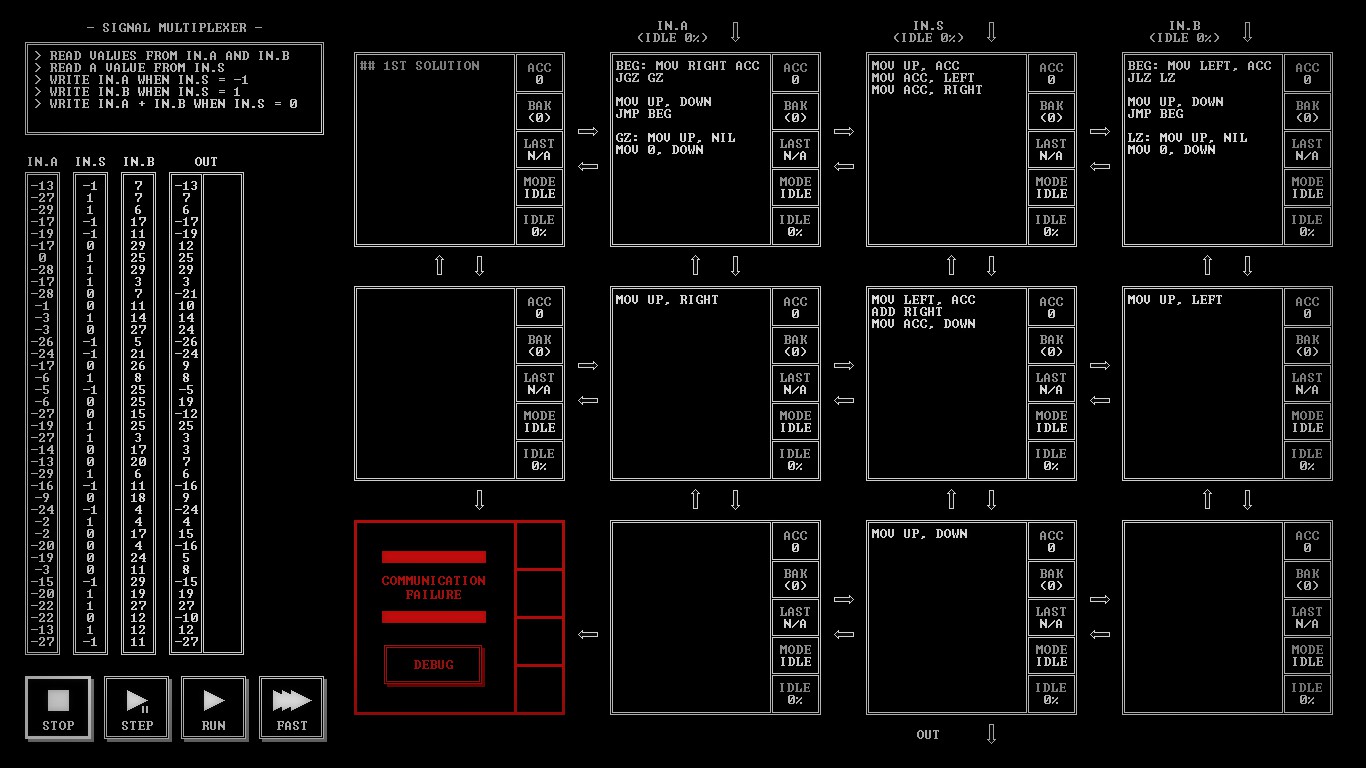 - SIGNAL MULTIPLEXER -
> READ VALUES FROM IN.A AND IN.B
> READ A VALUE FROM IN.S
> WRITE IN.A WHEN IN.S = -1
> WRITE IN.B WHEN IN.S = 1
> WRITE IN.A + IN.B WHEN IN.S = 0
IN.A IN.S IN.B OUT
-13 -1 7 -13
-27 1 7 7
-29 1 6 6
-17 -1 17 -17
-19 -1 11 -19
-17 0 29 12
0 1 25 25
-28 1 29 29
-17 1 3 3
-28 0 7 -21
-1 0 11 10
-3 1 14 14
-3 0 27 24
-26 -1 5 -26
-24 -1 21 -24
-17 0 26 9
-6 1 8 8
-5 -1 25 -5
-6 0 25 19
-27 0 15 -12
-19 1 25 25
-27 1 3 3
-14 0 17 3
-13 0 20 7
-29 1 6 6
-16 -1 11 -16
-9 0 18 9
-24 -1 4 -24
-2 1 4 4
-2 0 17 15
-20 0 4 -16
-19 0 24 5
-3 0 11 8
-15 -1 29 -15
-20 1 19 19
-22 1 27 27
-22 0 12 -10
-13 1 12 12
-27 -1 11 -27
STOP
STEP
RUN
FAST
IN.A
(IDLE 0%)
IN.S
(IDLE 0%)
IN.B
(IDLE 0%)
## 1ST SOLUTION
ACC
0
BAK
(0)
LAST
N/A
MODE
IDLE
IDLE
0%
BEG: MOV RIGHT ACC
JGZ GZ
MOV UP, DOWN
JMP BEG
GZ: MOV UP, NIL
MOV 0, DOWN
ACC
0
BAK
(0)
LAST
N/A
MODE
IDLE
IDLE
0%
MOV UP, ACC
MOV ACC, LEFT
MOV ACC, RIGHT
ACC
0
BAK
(0)
LAST
N/A
MODE
IDLE
IDLE
0%
BEG: MOV LEFT, ACC
JLZ LZ
MOV UP, DOWN
JMP BEG
LZ: MOV UP, NIL
MOV 0, DOWN
ACC
0
BAK
(0)
LAST
N/A
MODE
IDLE
IDLE
0%
ACC
0
BAK
(0)
LAST
N/A
MODE
IDLE
IDLE
0%
MOV UP, RIGHT
ACC
0
BAK
(0)
LAST
N/A
MODE
IDLE
IDLE
0%
MOV LEFT, ACC
ADD RIGHT
MOV ACC, DOWN
ACC
0
BAK
(0)
LAST
N/A
MODE
IDLE
IDLE
0%
MOV UP, LEFT
ACC
0
BAK
(0)
LAST
N/A
MODE
IDLE
IDLE
0%
COMMUNICATION
FAILURE
DEBUG
ACC
0
BAK
(0)
LAST
N/A
MODE
IDLE
IDLE
0%
MOV UP, DOWN
ACC
0
BAK
(0)
LAST
N/A
MODE
IDLE
IDLE
0%
ACC
0
BAK
(0)
LAST
N/A
MODE
IDLE
IDLE
0%
OUT